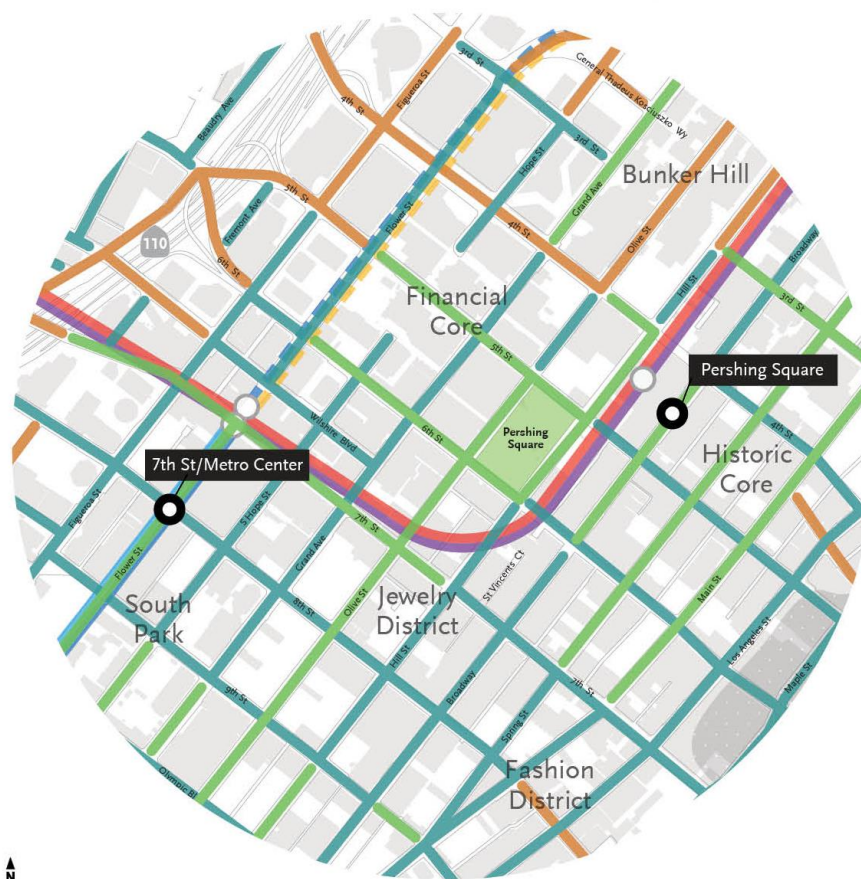 3rd St
General Thadeus Kosciuszko Wy
Figueroa St
4th St
Beaudry Ave
3rd St
Hope St
Bunker Hill
Grand Ave
5th St
Fremont Ave
Flower St
4th St
Olive St
Broadway
110
6th St
Hill St
3rd St
Financial
Core
5th St
Pershing Square
Pershing
Square
Wilshire Blvd
6th St
4th St
Historic
Core
7th St/Metro Center
Figueroa St
S Hope St
Grand Ave
7th St
Flower St
St Vincents Ct
Main St
South
Park
Jewelry
District
8th St
Olive St
Hill St
Los Angeles St
Maple St
9th St
Broadway
7th St
Spring St
Fashion
District
Olympic Bl
N